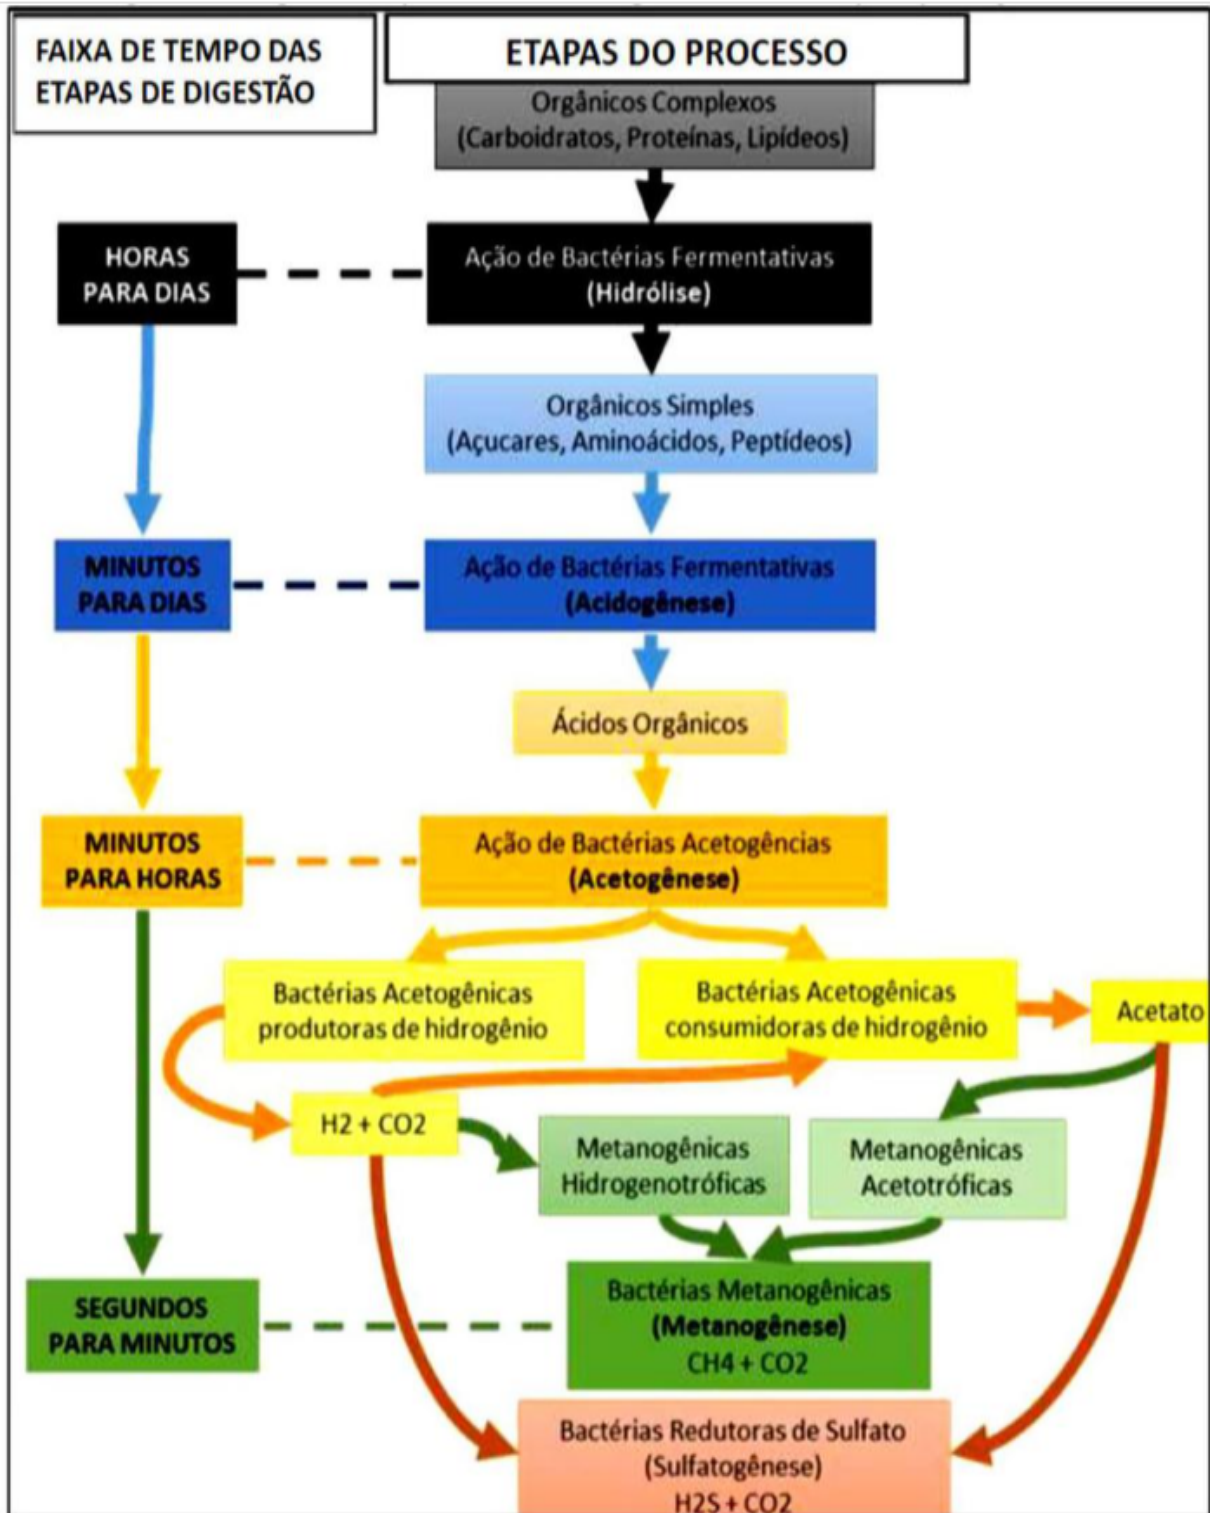 FAIXA DE TEMPO DAS
ETAPAS DE DIGESTÃO
ETAPAS DO PROCESSO
Orgânicos Complexos
(Carboidratos, Proteínas, Lipídeos)
HORAS
PARA DIAS
Ação de Bactérias Fermentativas
(Hidrólise)
Orgânicos Simples
(Açucares, Aminoácidos, Peptídeos)
MINUTOS
PARA DIAS
Ação de Bactérias Fermentativas
(Acidogênese)
Ácidos Orgânicos
MINUTOS
PARA HORAS
Ação de Bactérias Acetogências
(Acetogênese)
Bactérias Acetogênicas
produtoras de hidrogênio
Bactérias Acetogênicas
consumidoras de hidrogênio
Acetato
H2 + CO2
Metanogênicas
Hidrogenotróficas
Metanogênicas
Acetotróficas
SEGUNDOS
PARA MINUTOS
Bactérias Metanogênicas
(Metanogênese)
CH4 + CO2
Bactérias Redutoras de Sulfato
(Sulfatogênese)
H2S + CO2